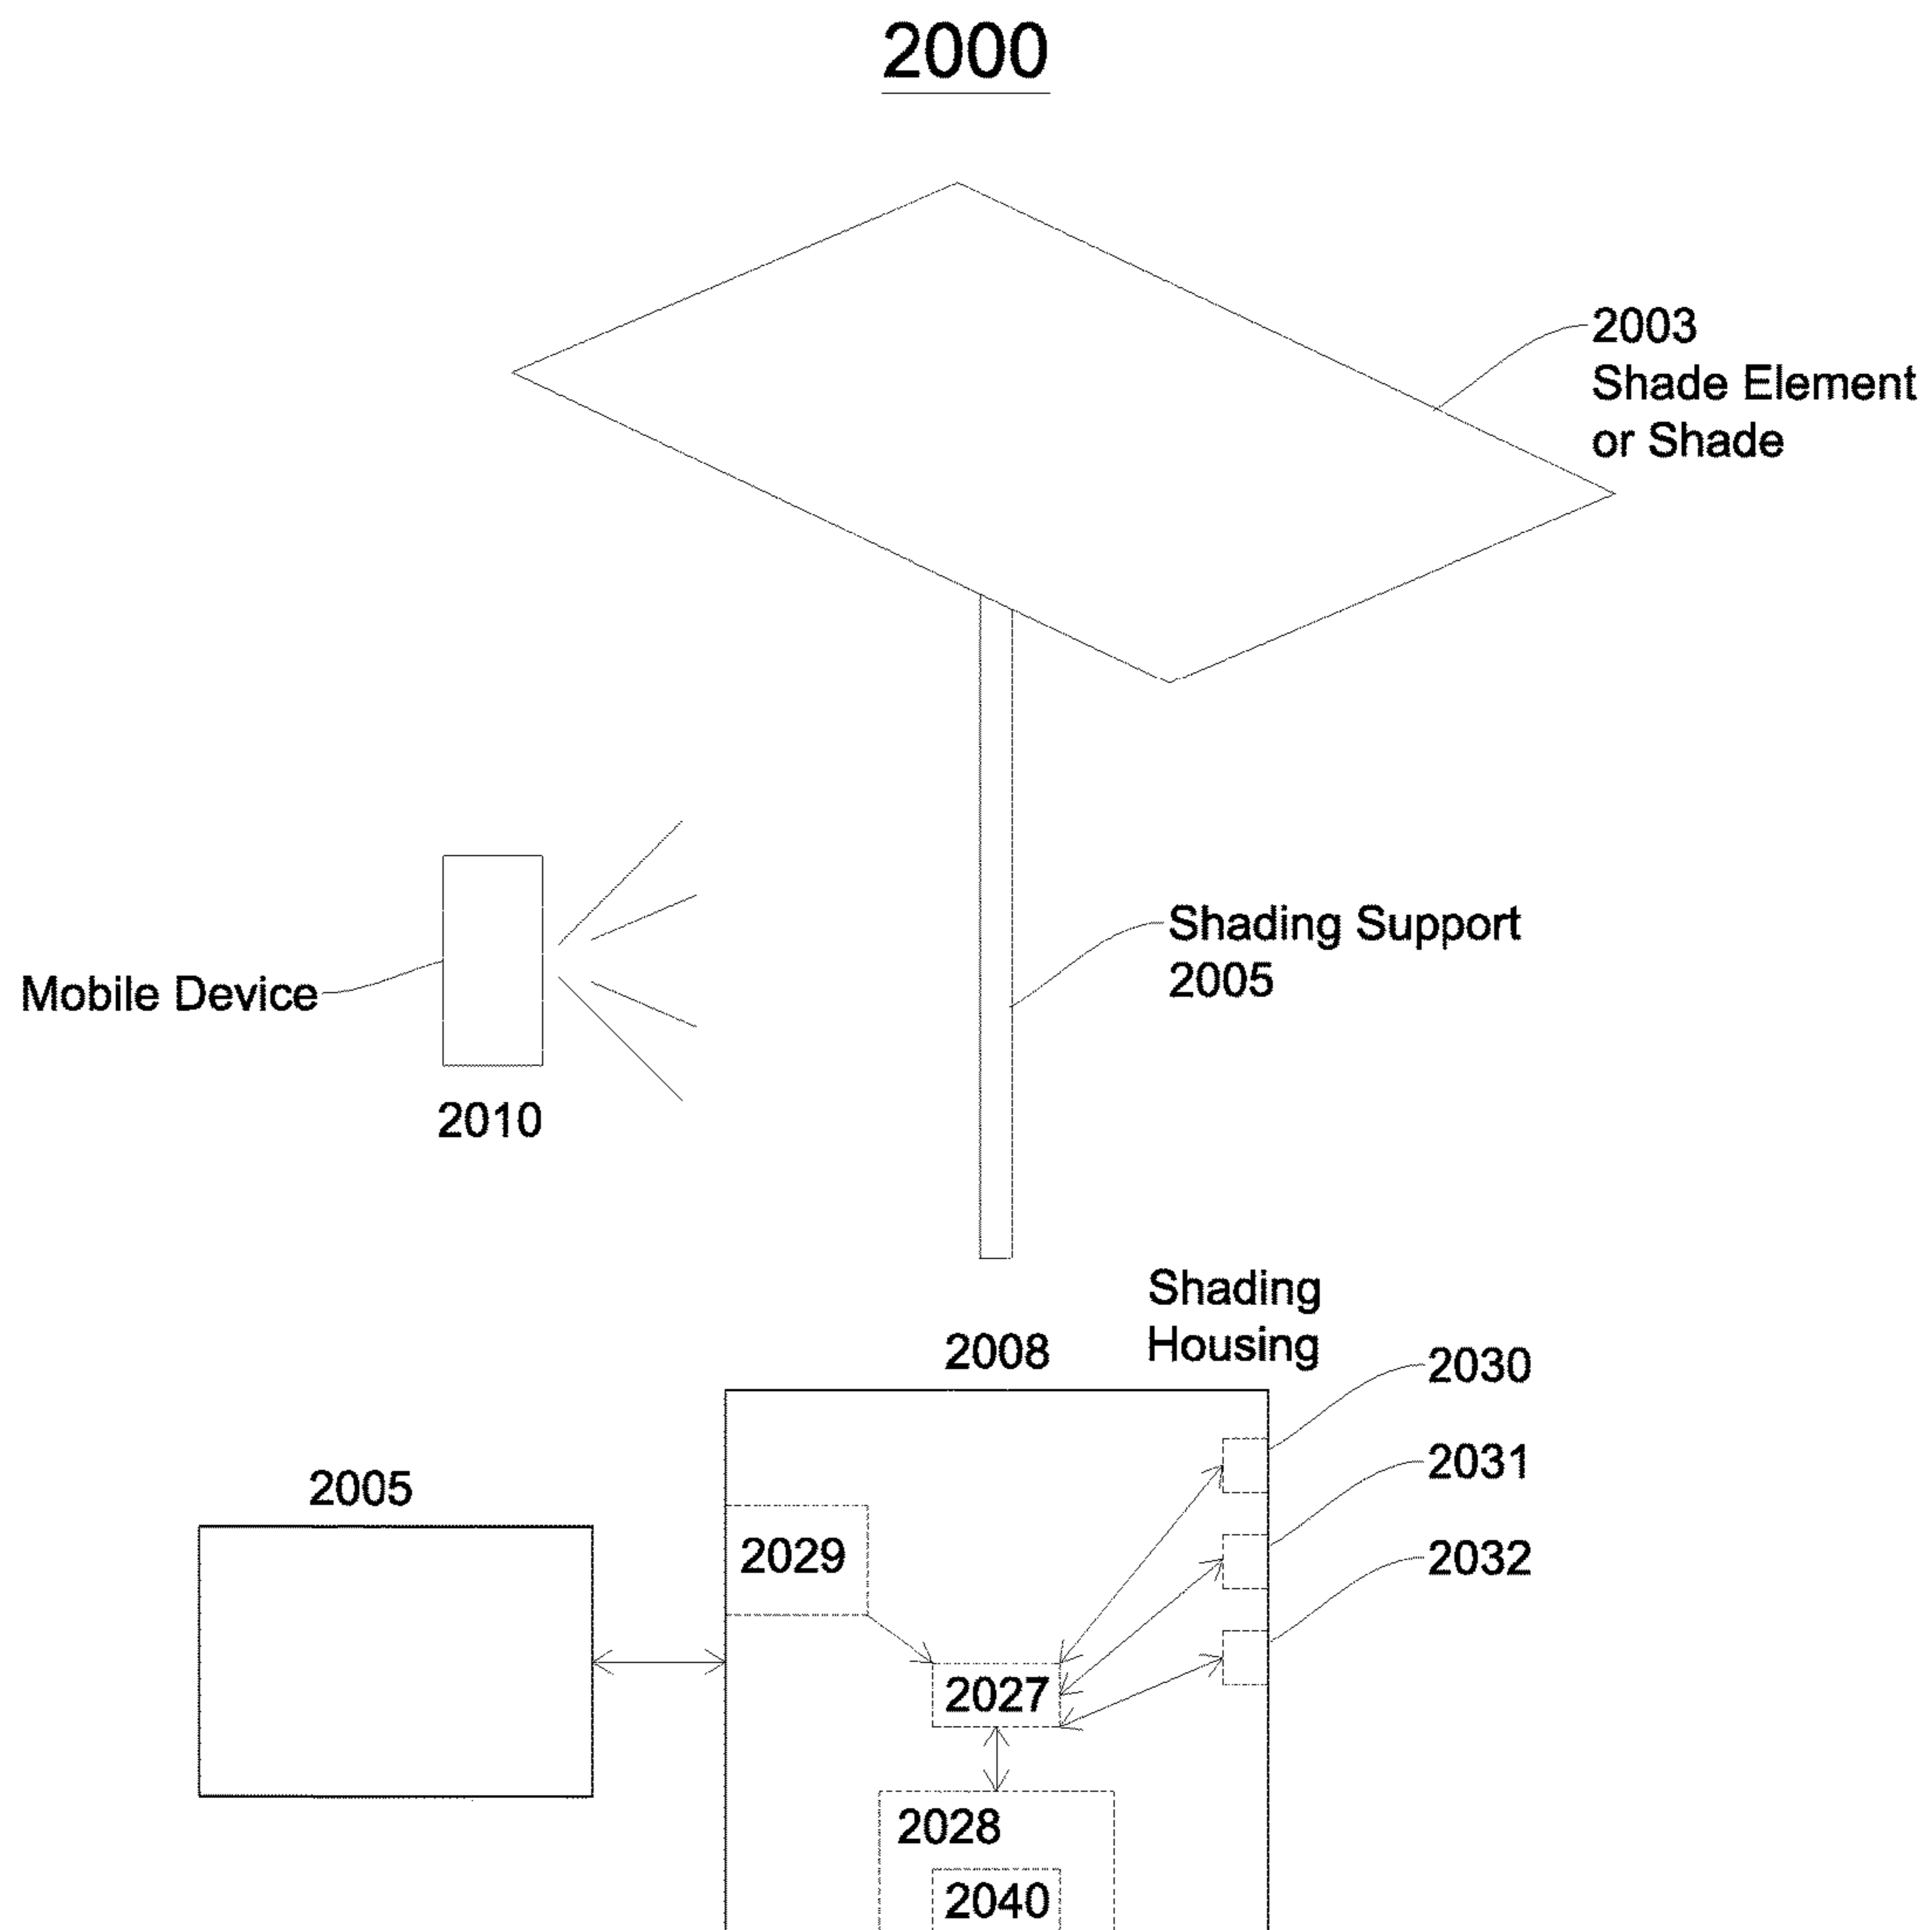 2000
2003
Shade Element
or Shade
Shading Support
2005
Mobile Device
2010
Shading
Housing
2008
2030
2031
2032
2005
2029
2027
2028
2040